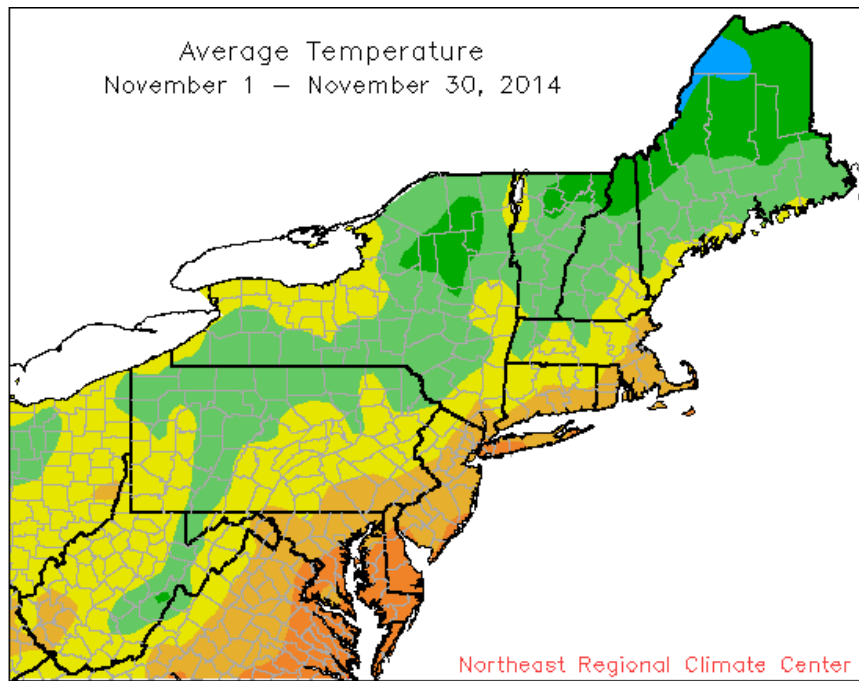 Average Temperature
November 1 – November 30, 2014
Northeast Regional Climate Center